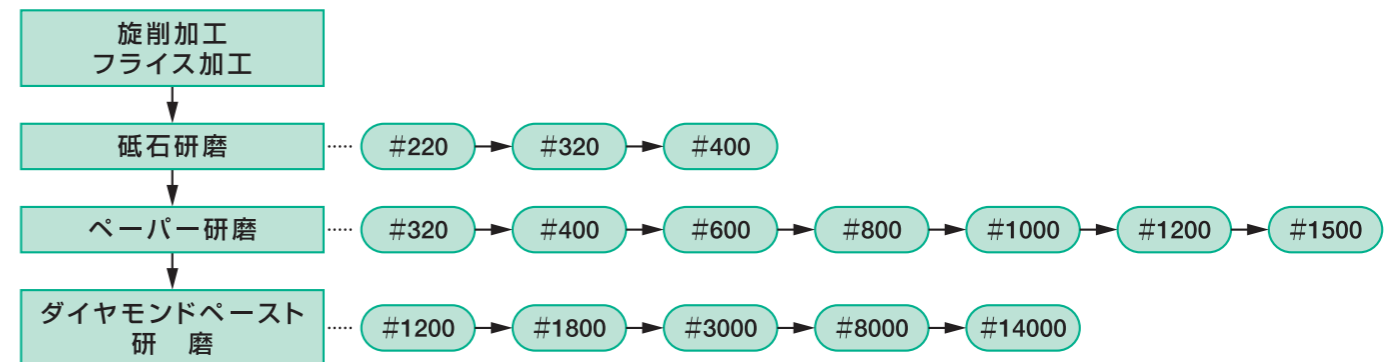 旋削加工
フライス加工
砥石研磨 ····· #220 #320 #400
ペーパー研磨 ····· #320 #400 #600 #800 #1000 #1200 #1500
ダイヤモンドペースト
研　磨 ····· #1200 #1800 #3000 #8000 #14000